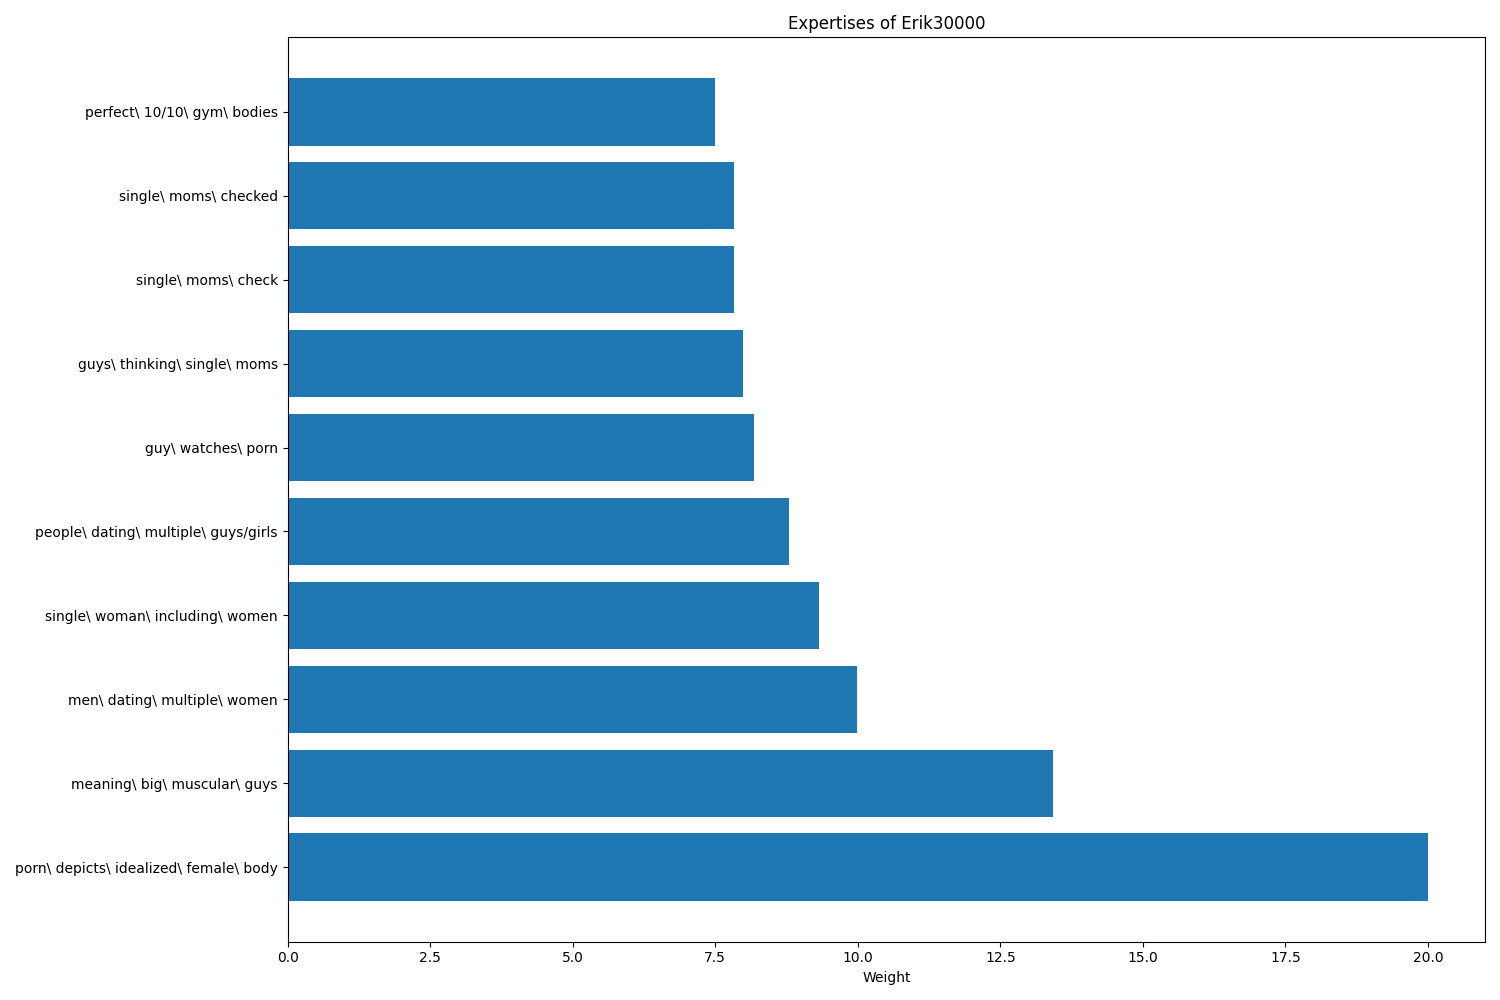 Expertises of Erik30000
perfect\ 10/10\ gym\ bodies
single\ moms\ checked
single\ moms\ check
guys\ thinking\ single\ moms
guy\ watches\ porn
people\ dating\ multiple\ guys/girls
single\ woman\ including\ women
men\ dating\ multiple\ women
meaning\ big\ muscular\ guys
porn\ depicts\ idealized\ female\ body
0.0 2.5 5.0 7.5 10.0 12.5 15.0 17.5 20.0
Weight